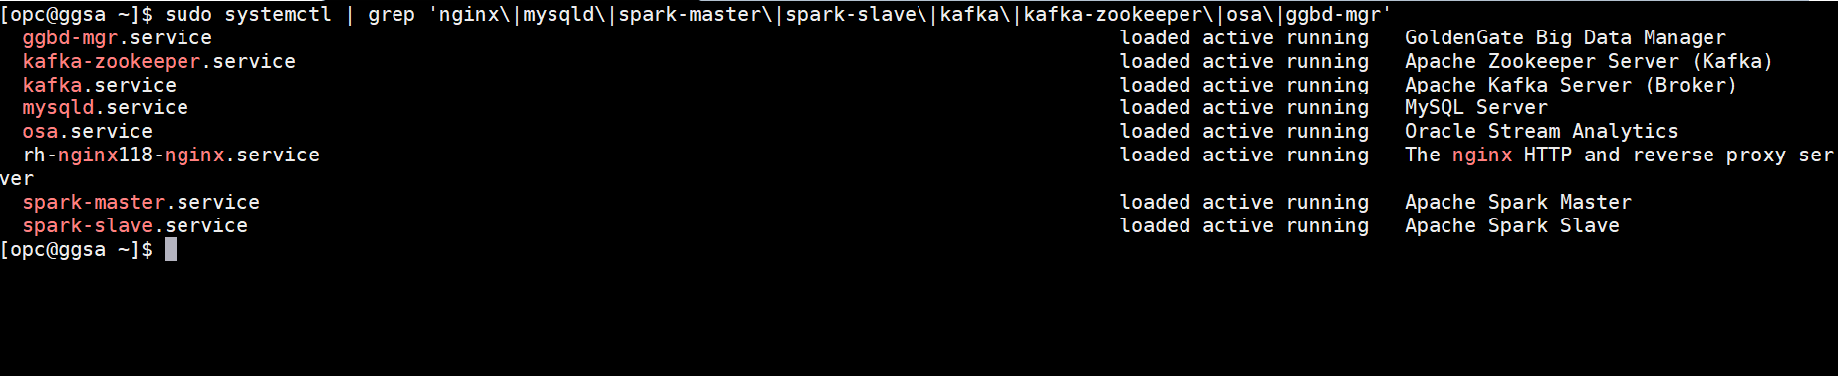 [opc@ggsa ~]$ sudo systemctl | grep 'nginx\|mysqld\|spark-master\|spark-slave\|kafka\|kafka-zookeeper\|osa\|ggbd-mgr'
ggbd-mgr.service loaded active running GoldenGate Big Data Manager
kafka-zookeeper.service loaded active running Apache Zookeeper Server (Kafka)
kafka.service loaded active running Apache Kafka Server (Broker)
mysqld.service loaded active running MySQL Server
osa.service loaded active running Oracle Stream Analytics
rh-nginx118-nginx.service loaded active running The nginx HTTP and reverse proxy ser
ver
spark-master.service loaded active running Apache Spark Master
spark-slave.service loaded active running Apache Spark Slave
[opc@ggsa ~]$